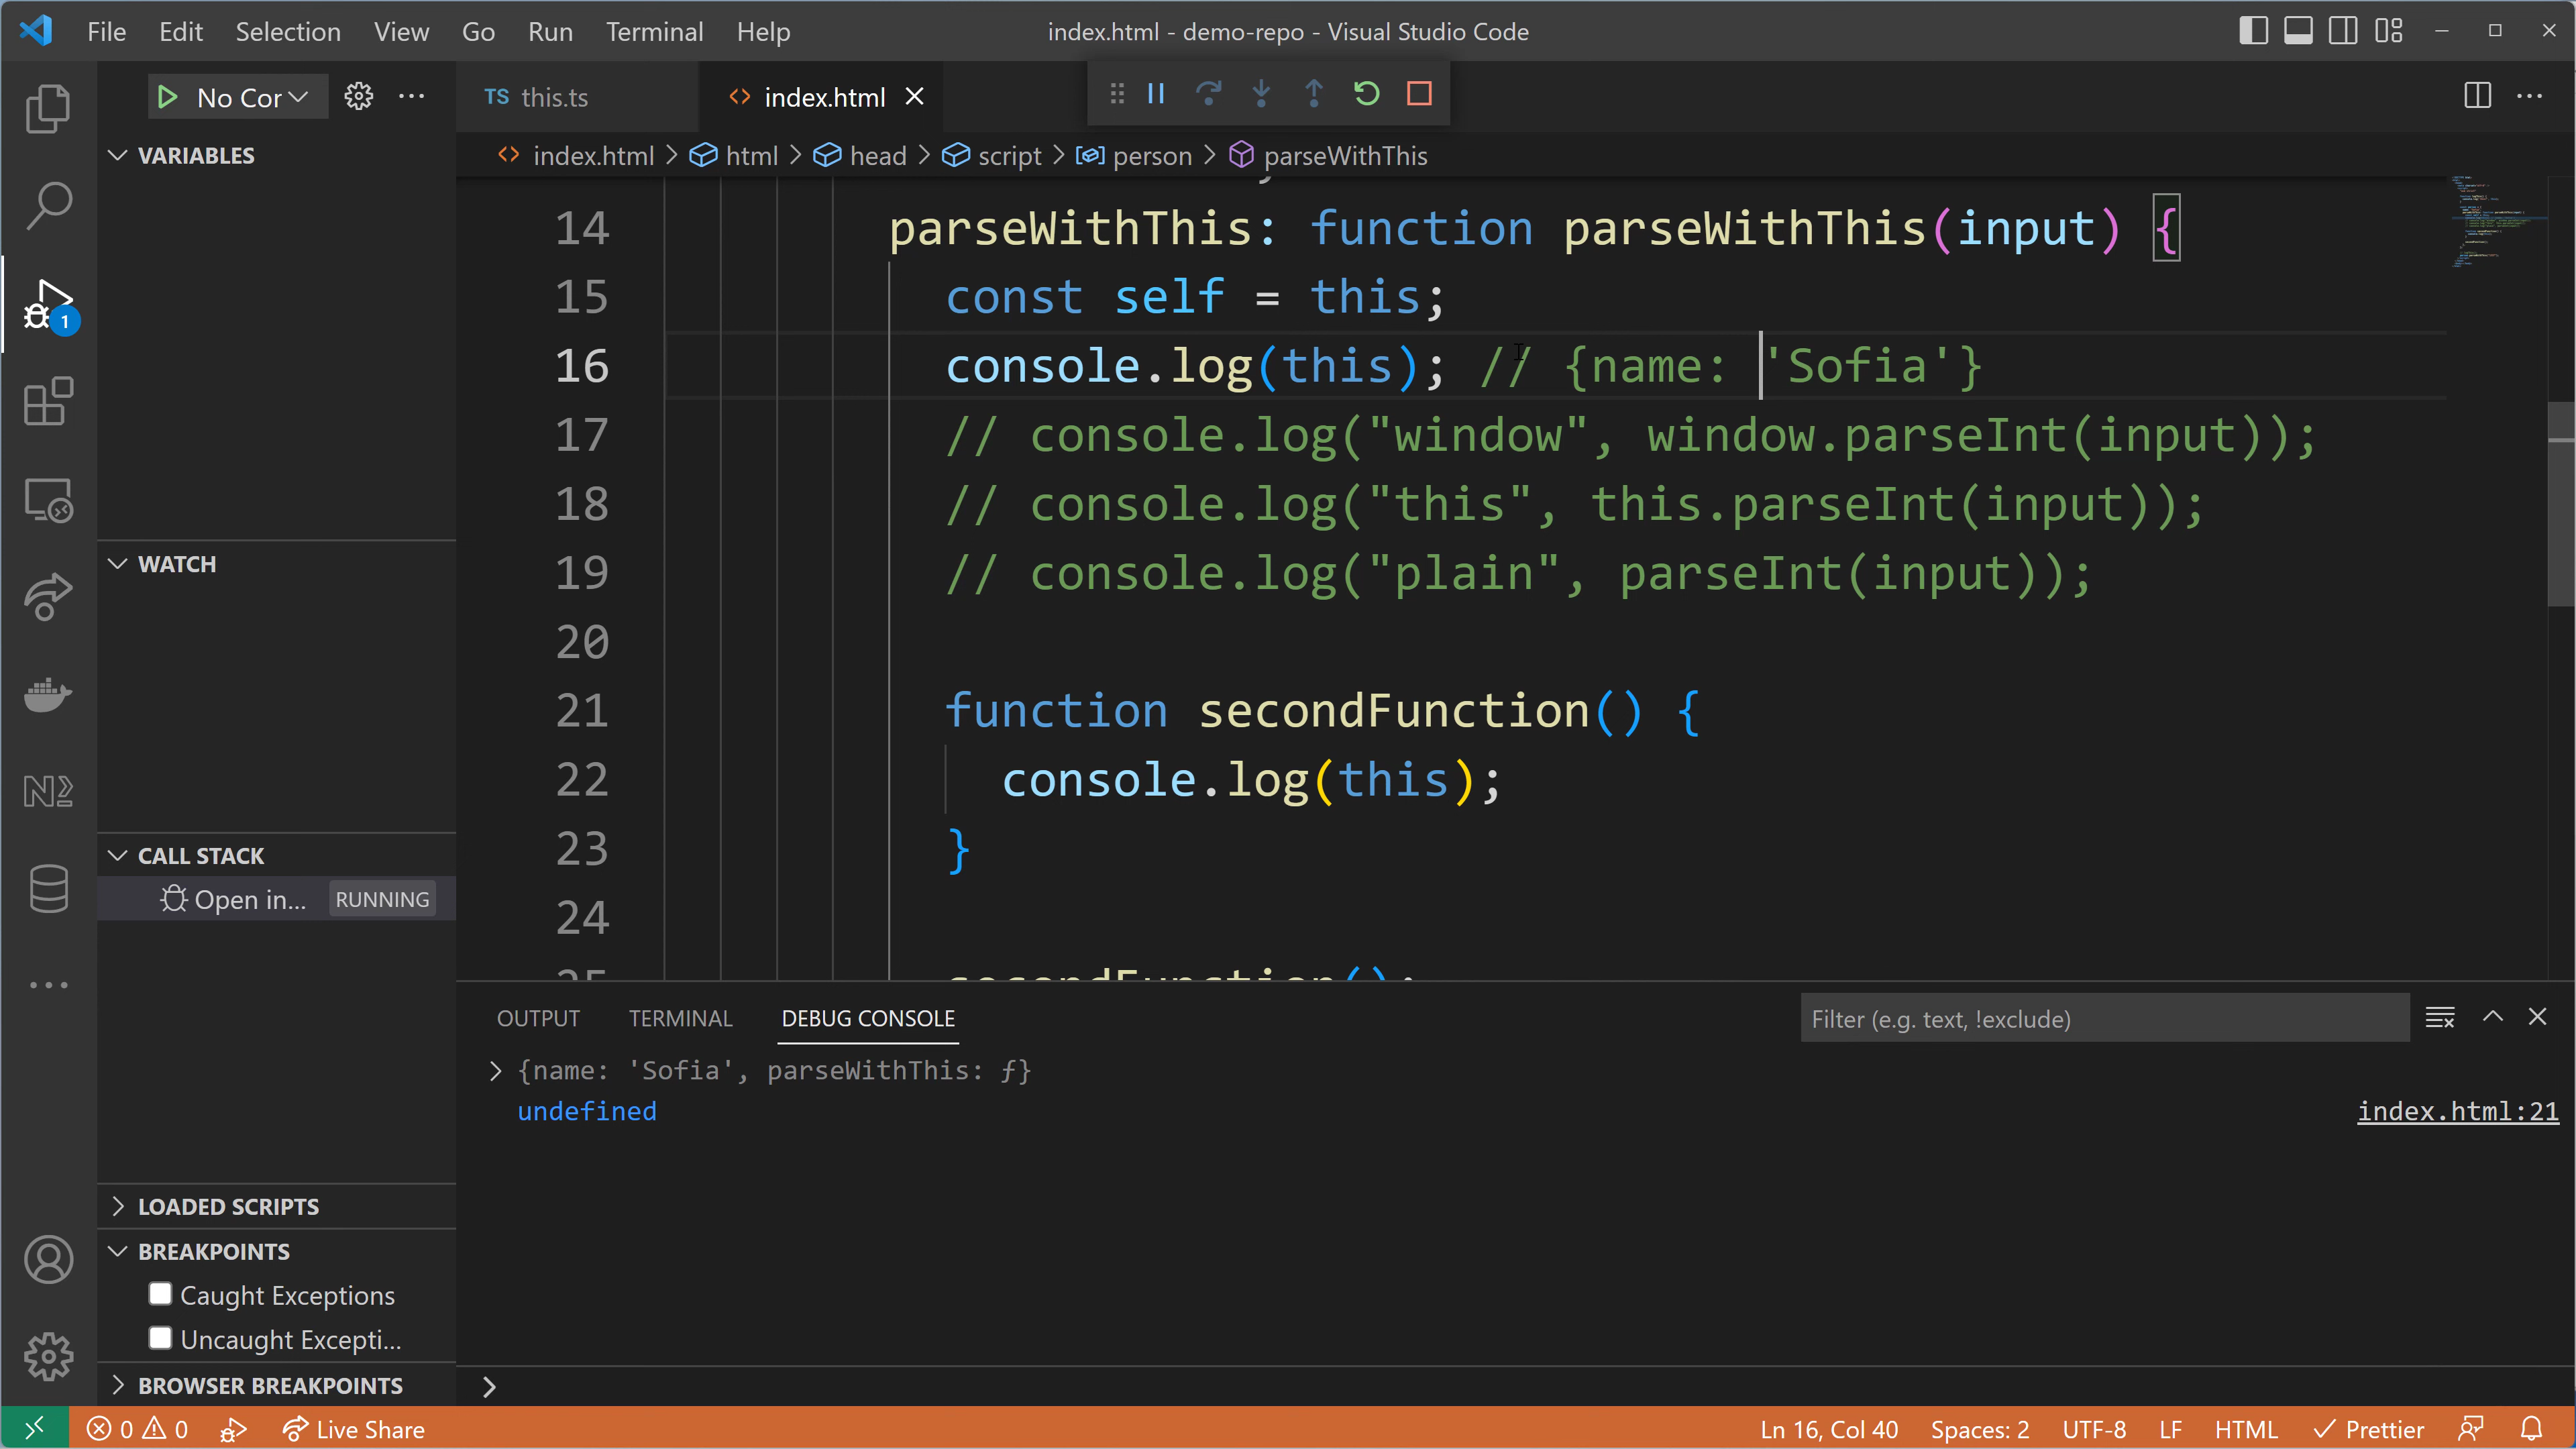 File Edit Selection View Go Run Terminal Help
index.html - demo-repo - Visual Studio Code
No Cor
TS this.ts
index.html
index.html > html > head > script > person > parseWithThis
VARIABLES
WATCH
CALL STACK
Open in... RUNNING
LOADED SCRIPTS
BREAKPOINTS
Caught Exceptions
Uncaught Excepti...
BROWSER BREAKPOINTS
1
14 parseWithThis: function parseWithThis(input) {
15 const self = this;
16 console.log(this); // {name: 'Sofia'}
17 // console.log("window", window.parseInt(input));
18 // console.log("this", this.parseInt(input));
19 // console.log("plain", parseInt(input));
20
21 function secondFunction() {
22 console.log(this);
23 }
24
25 secondFunction();
OUTPUT TERMINAL DEBUG CONSOLE
Filter (e.g. text, !exclude)
> {name: 'Sofia', parseWithThis: ƒ}
undefined index.html:21
>
0 0 Live Share
Ln 16, Col 40 Spaces: 2 UTF-8 LF HTML Prettier